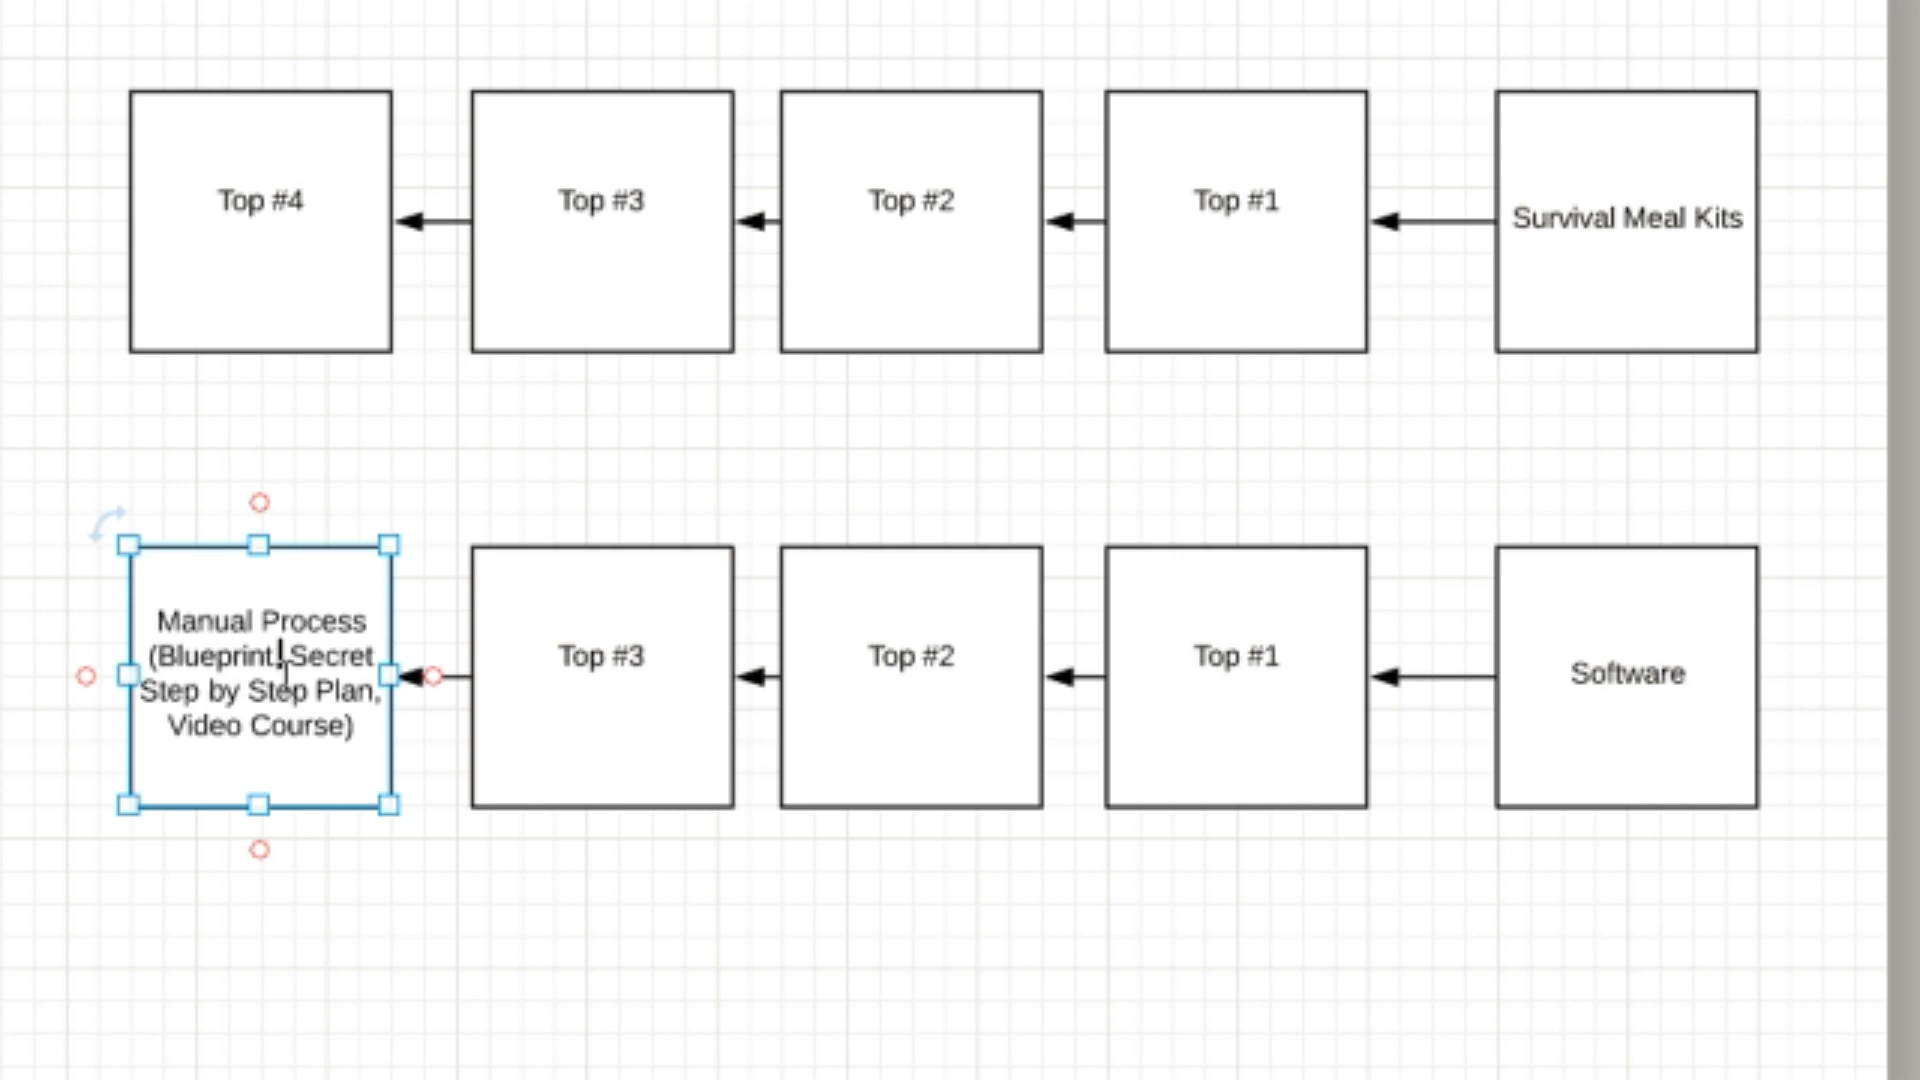 Top #4
Top #3
Top #2
Top #1
Survival Meal Kits
Manual Process
(Blueprint, Secret
Step by Step Plan,
Video Course)
Top #3
Top #2
Top #1
Software